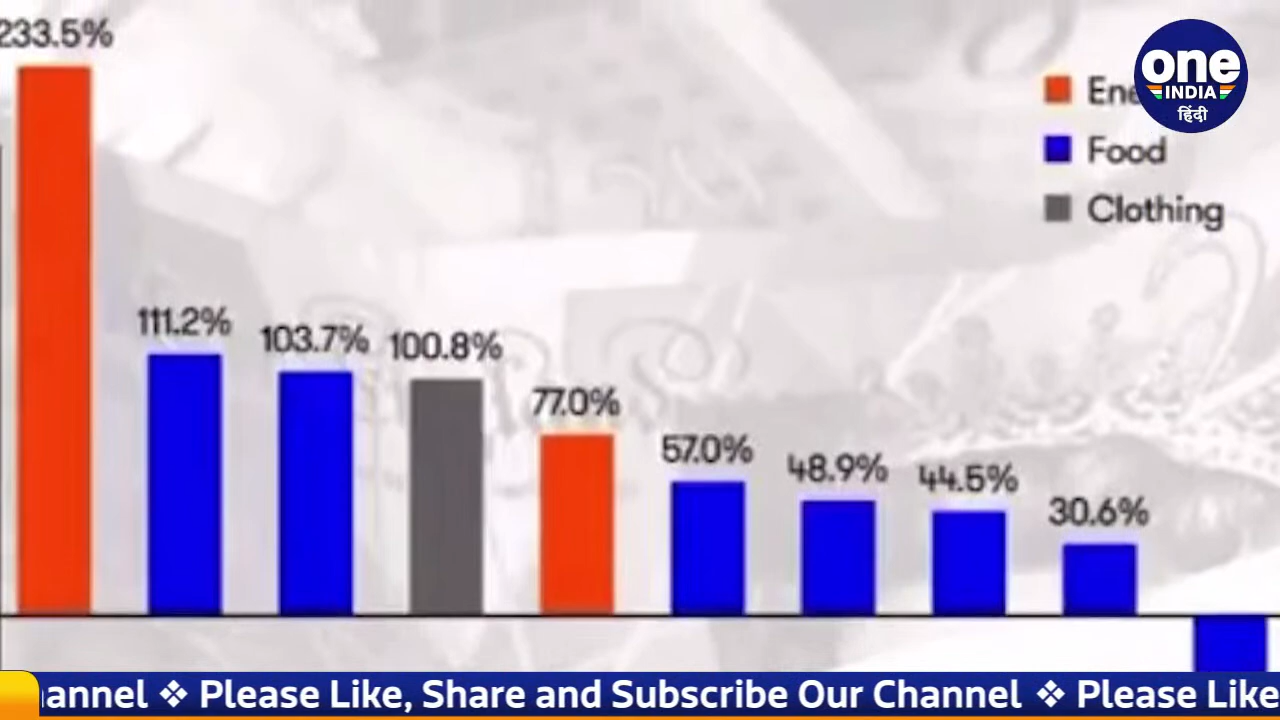 233.5%
one
INDIA
हिंदी
Food
Clothing
111.2%
103.7%
100.8%
77.0%
57.0%
48.9%
44.5%
30.6%
❖ Please Like, Share and Subscribe Our Channel ❖ Please Like